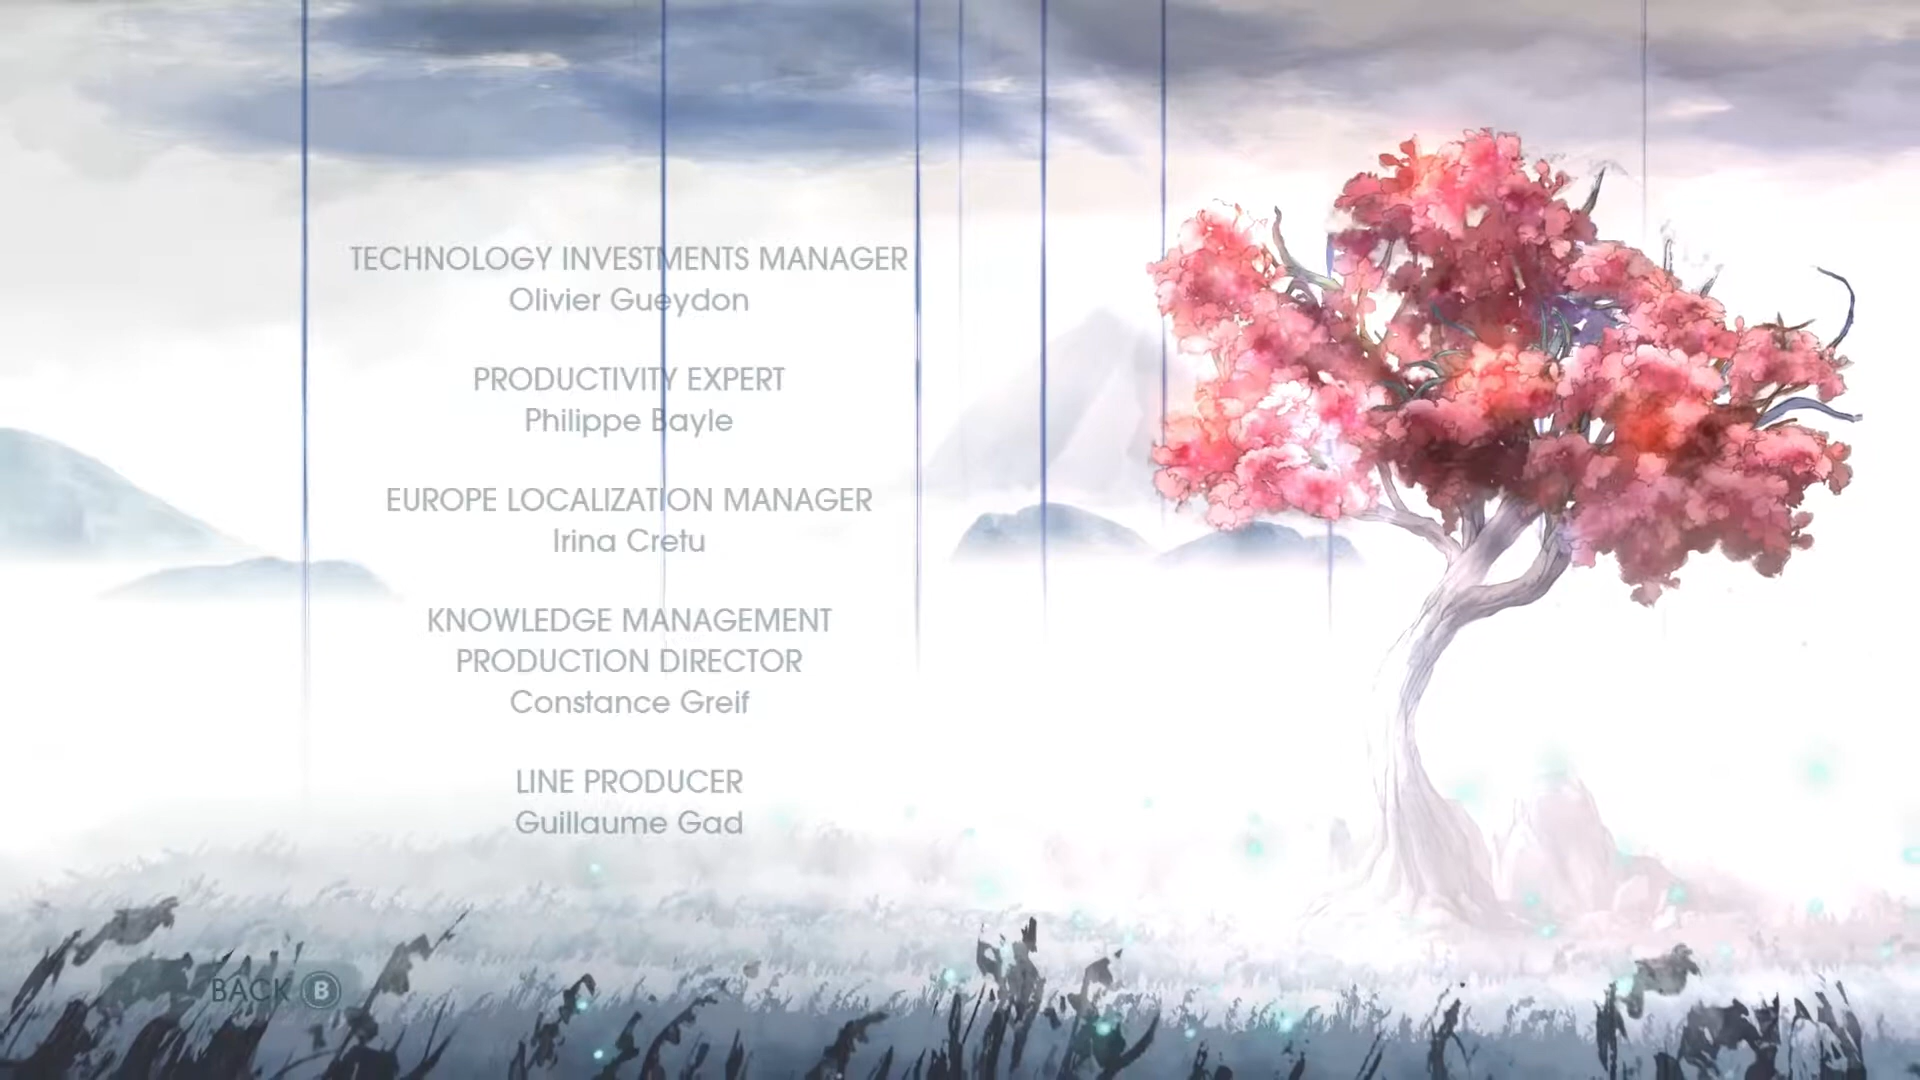 TECHNOLOGY INVESTMENTS MANAGER
Olivier Gueydon
PRODUCTIVITY EXPERT
Philippe Bayle
EUROPE LOCALIZATION MANAGER
Irina Cretu
KNOWLEDGE MANAGEMENT
PRODUCTION DIRECTOR
Constance Greif
LINE PRODUCER
Guillaume Gad
BACK B